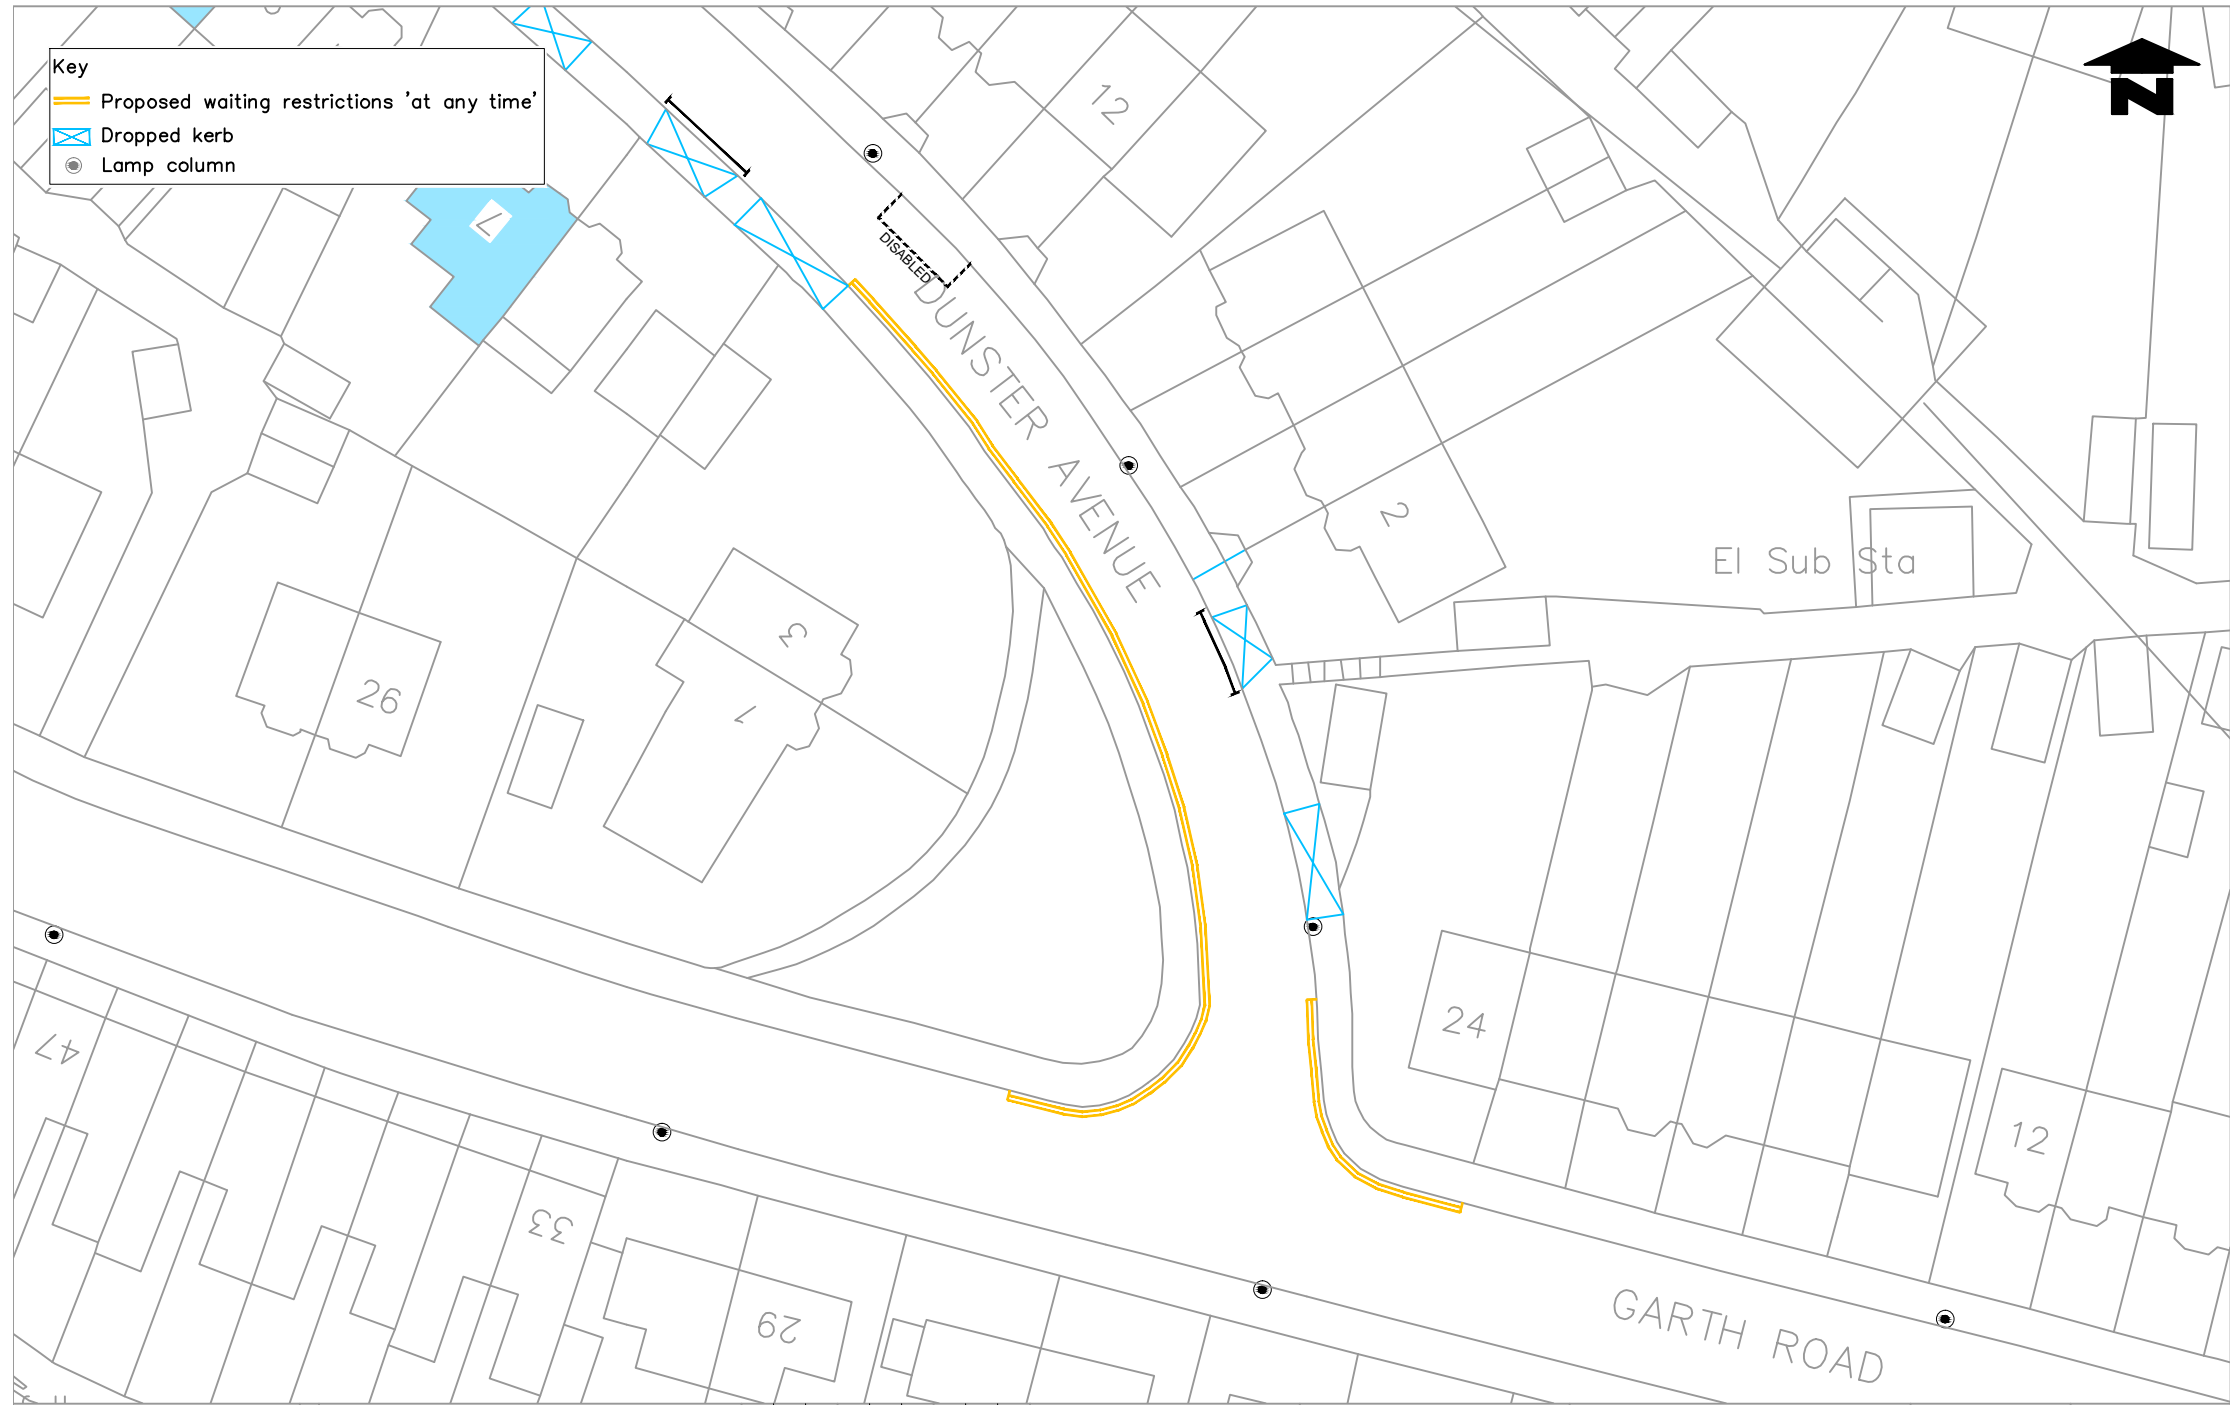 Key
Proposed waiting restrictions 'at any time'
Dropped kerb
Lamp column
N
12
7
DISABLED
DUNSTER AVENUE
2
El Sub Sta
3
26
1
24
47
12
33
29
GARTH ROAD